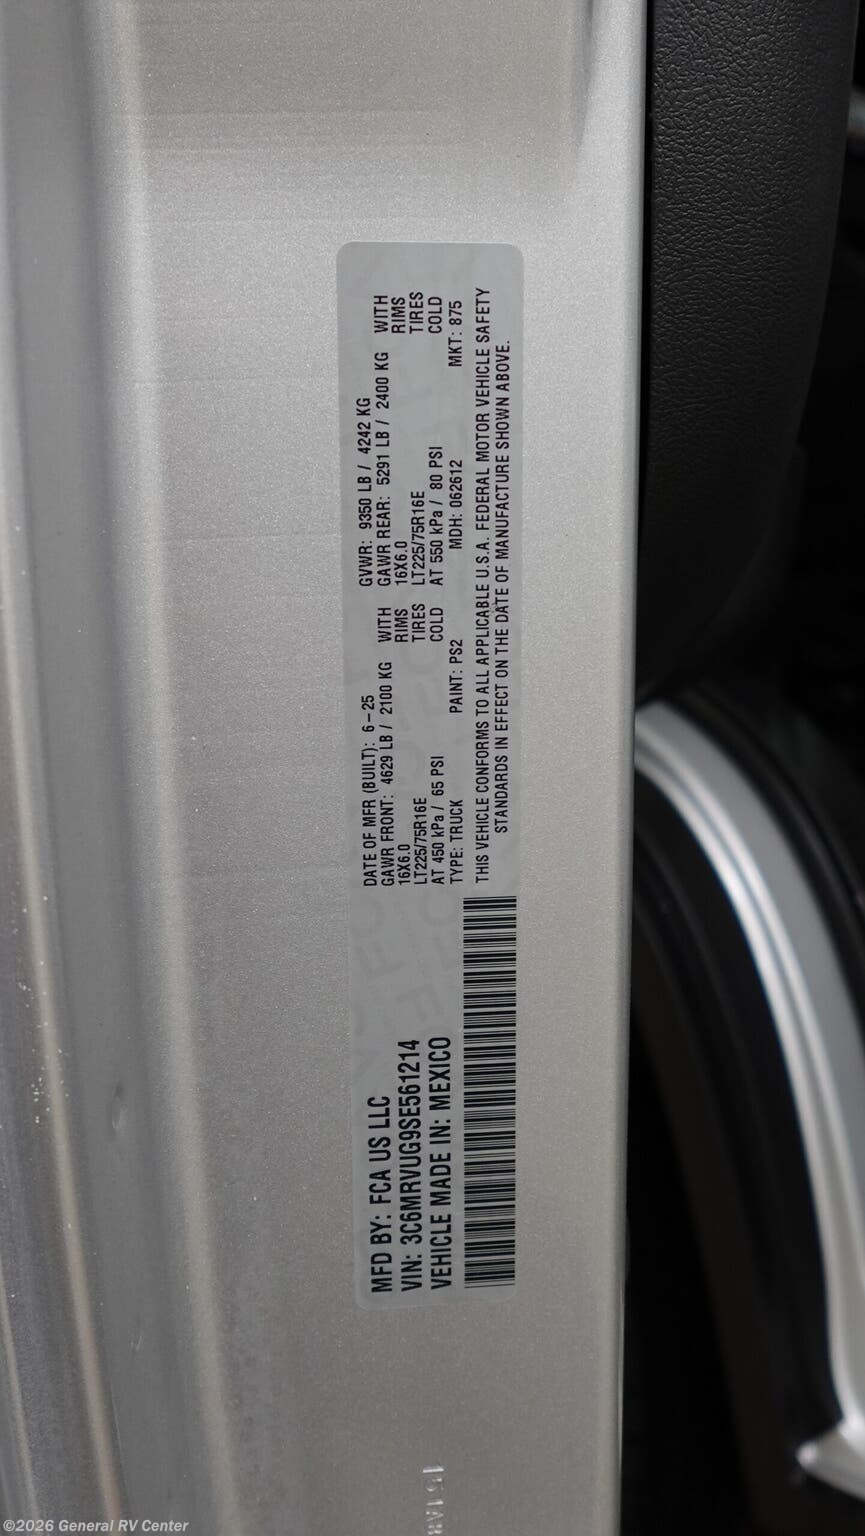 MFD BY: FCA US LLC
VIN: 3C6MRVUG9SE561214
VEHICLE MADE IN: MEXICO
DATE OF MFR (BUILT): 6-25 GVWR: 9350 LB / 4242 KG
GAWR FRONT: 4629 LB / 2100 KG WITH GAWR REAR: 5291 LB / 2400 KG WITH
16X6.0 RIMS 16X6.0 RIMS
LT225/75R16E TIRES LT225/75R16E TIRES
AT 450 kPa / 65 PSI COLD AT 550 kPa / 80 PSI COLD
TYPE: TRUCK PAINT: PS2 MDH: 062612 MKT: 875
THIS VEHICLE CONFORMS TO ALL APPLICABLE U.S.A. FEDERAL MOTOR VEHICLE SAFETY
STANDARDS IN EFFECT ON THE DATE OF MANUFACTURE SHOWN ABOVE.
©2026 General RV Center